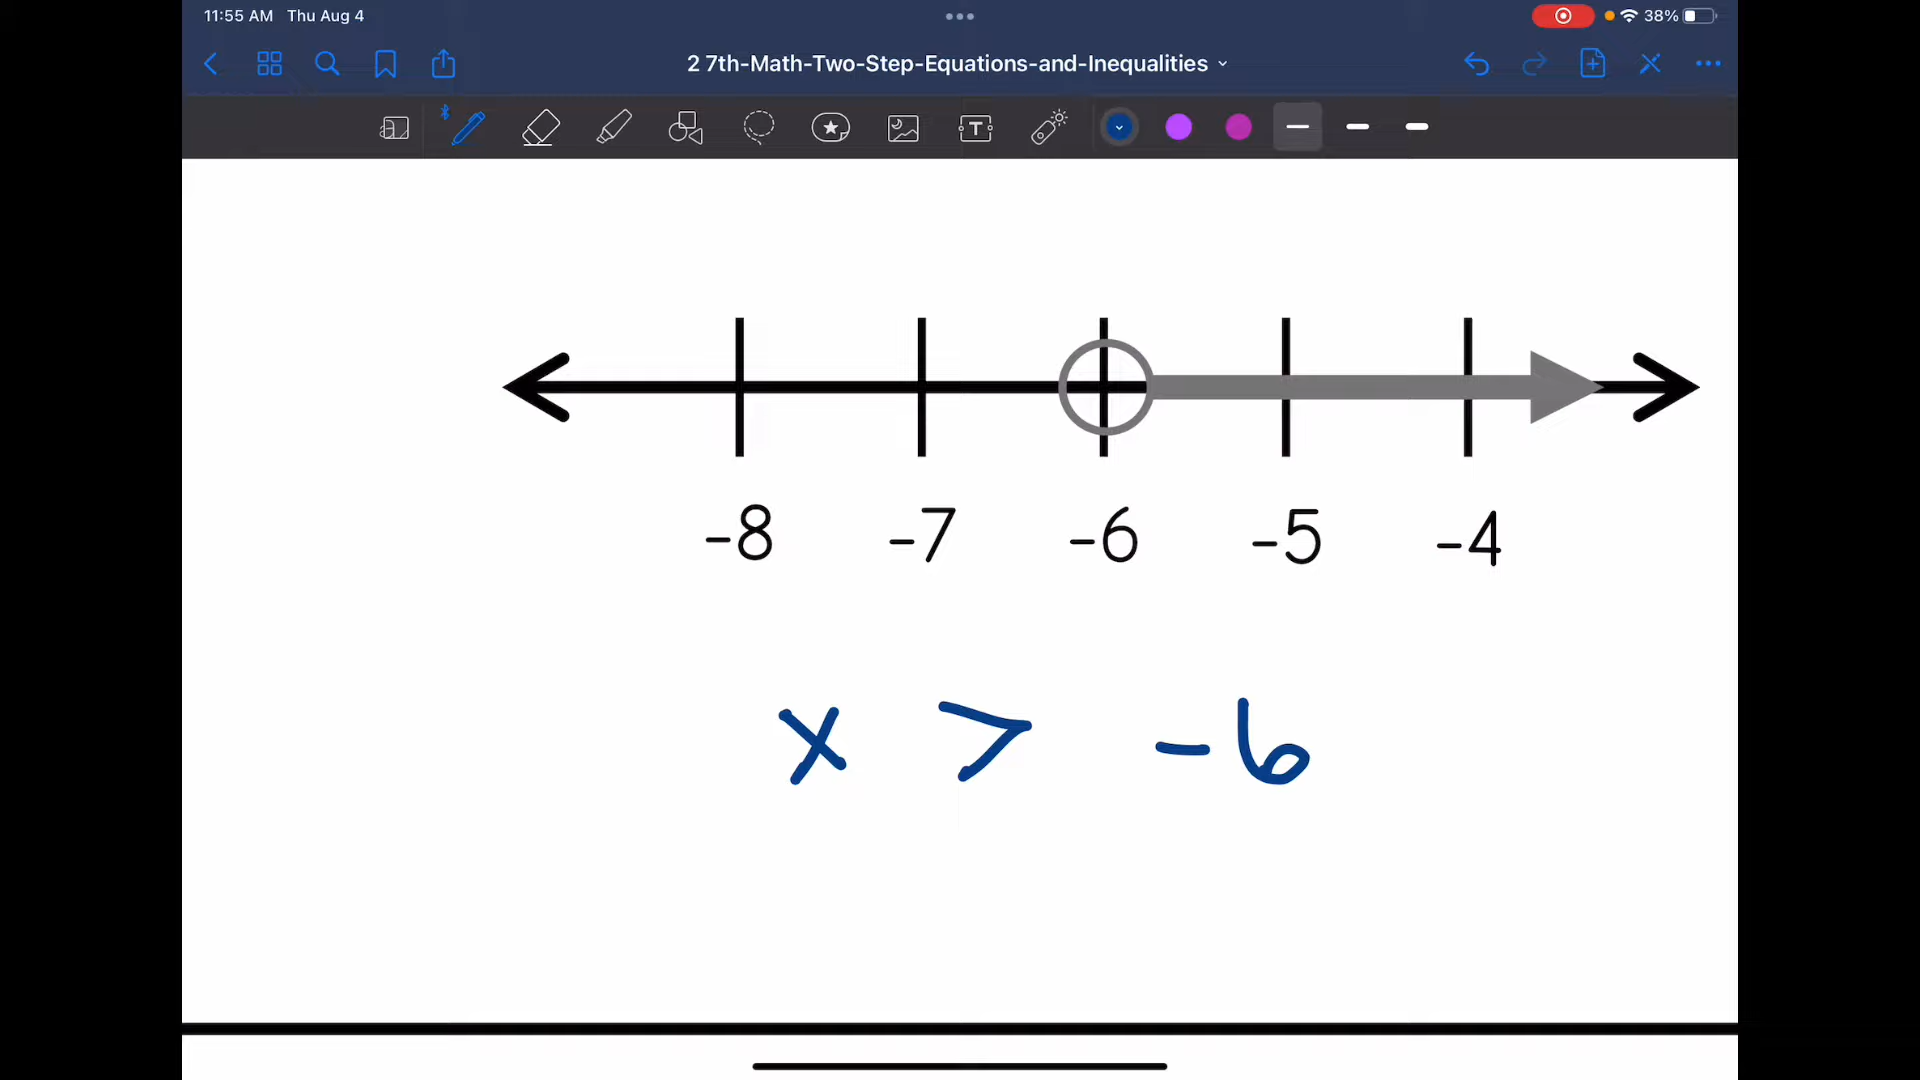 11:55 AM Thu Aug 4
38%
2 7th-Math-Two-Step-Equations-and-Inequalities
T
-8 -7 -6 -5 -4
x > -6